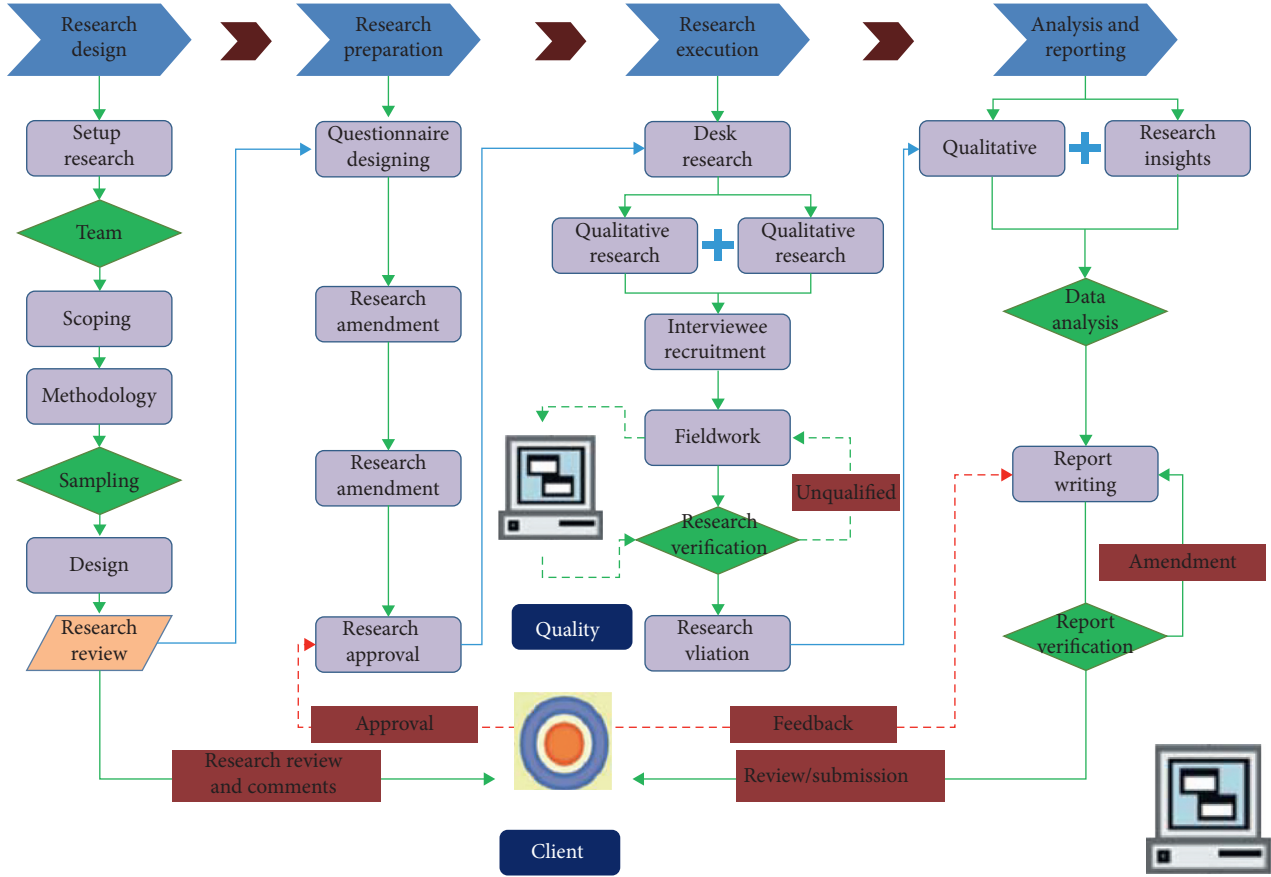 Research
design
Research
preparation
Research
execution
Analysis and
reporting
Setup
research
Team
Scoping
Methodology
Sampling
Design
Research
review
Questionnaire
designing
Research
amendment
Research
amendment
Research
approval
Desk
research
Qualitative
research
Qualitative
research
Interviewee
recruitment
Fieldwork
Unqualified
Research
verification
Quality
Research
vliation
Qualitative
Research
insights
Data
analysis
Report
writing
Amendment
Report
verification
Approval
Feedback
Research review
and comments
Review/submission
Client